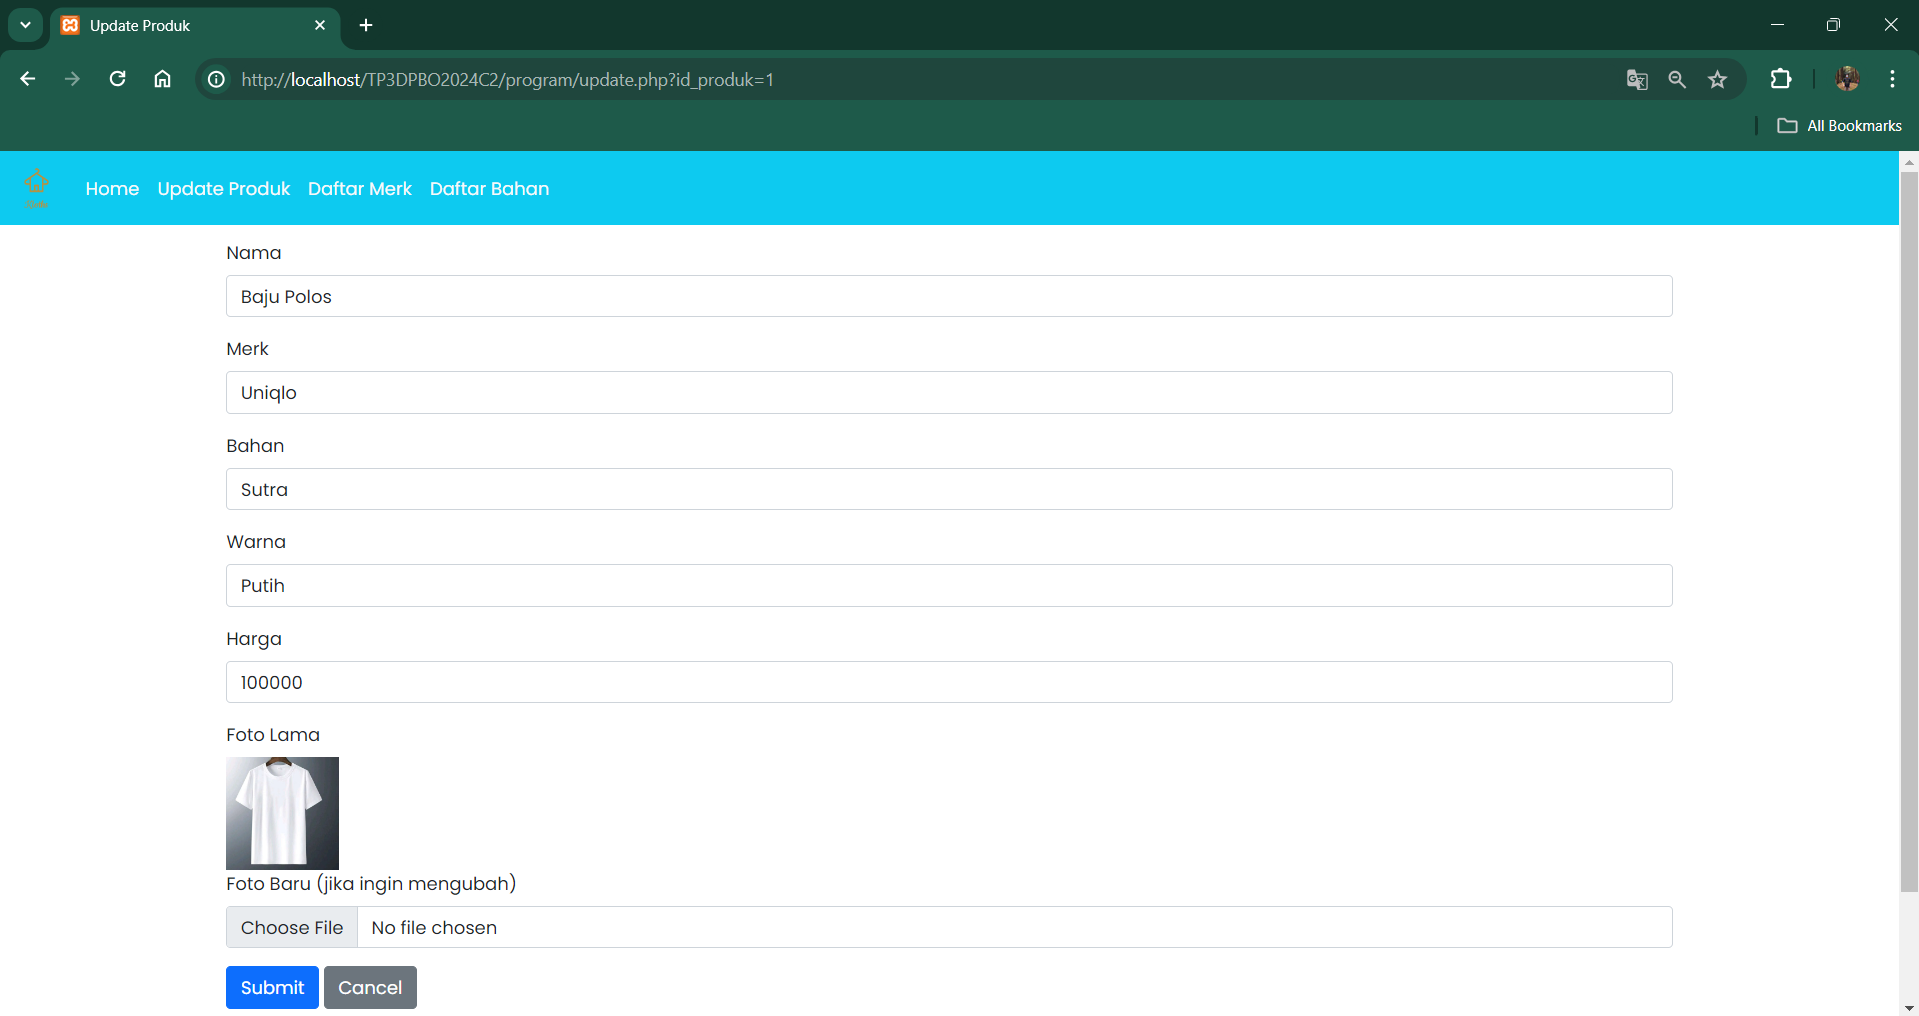 Update Produk
http://localhost/TP3DPBO2024C2/program/update.php?id_produk=1
All Bookmarks
Home Update Produk Daftar Merk Daftar Bahan
Nama
Baju Polos
Merk
Uniqlo
Bahan
Sutra
Warna
Putih
Harga
100000
Foto Lama
Foto Baru (jika ingin mengubah)
Choose File No file chosen
Submit Cancel